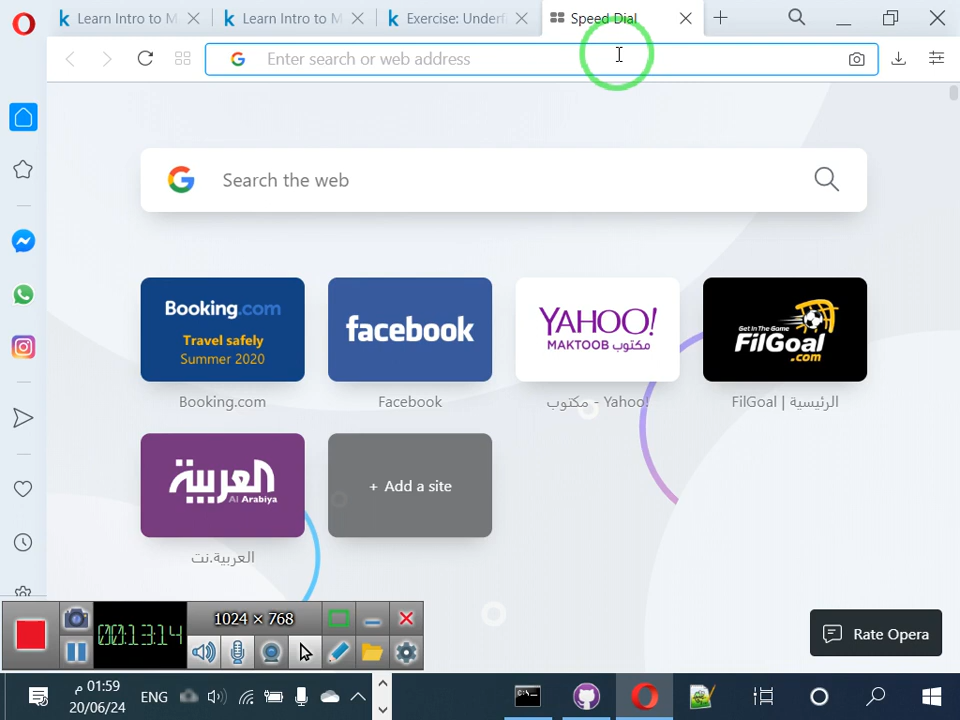 Learn Intro to M
Learn Intro to M
Exercise: Underf
Speed Dial
Enter search or web address
Search the web
Booking.com
Travel safely
Summer 2020
facebook
YAHOO!
MAKTOOB مكتوب
Get In The Game
FilGoal
.com
Booking.com
Facebook
مكتوب - Yahoo!
FilGoal | الرئيسية
العربية
Al Arabiya
+ Add a site
العربية.نت
00:13:14
1024 × 768
Rate Opera
01:59 م
20/06/24
ENG